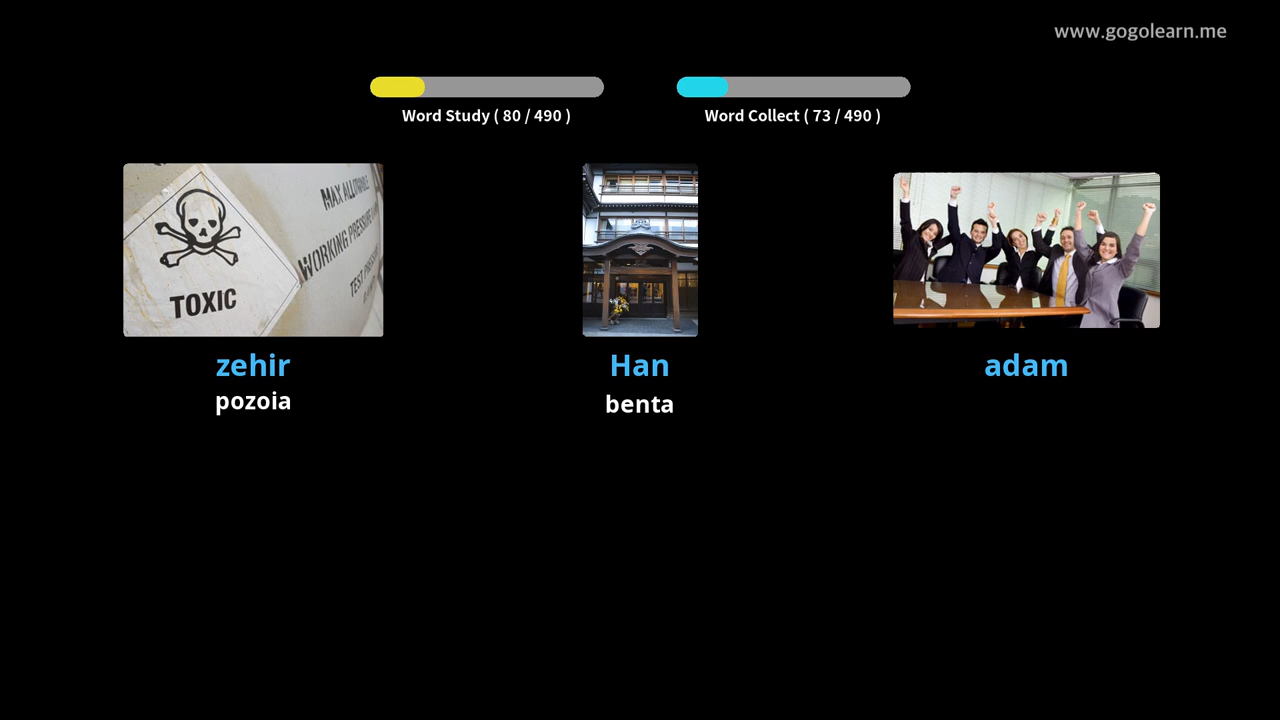 www.gogolearn.me
Word Study ( 80 / 490 )
Word Collect ( 73 / 490 )
MAX ALLOWABLE
WORKING PRESSURE
TEST
TOXIC
zehir
Han
adam
pozoia
benta